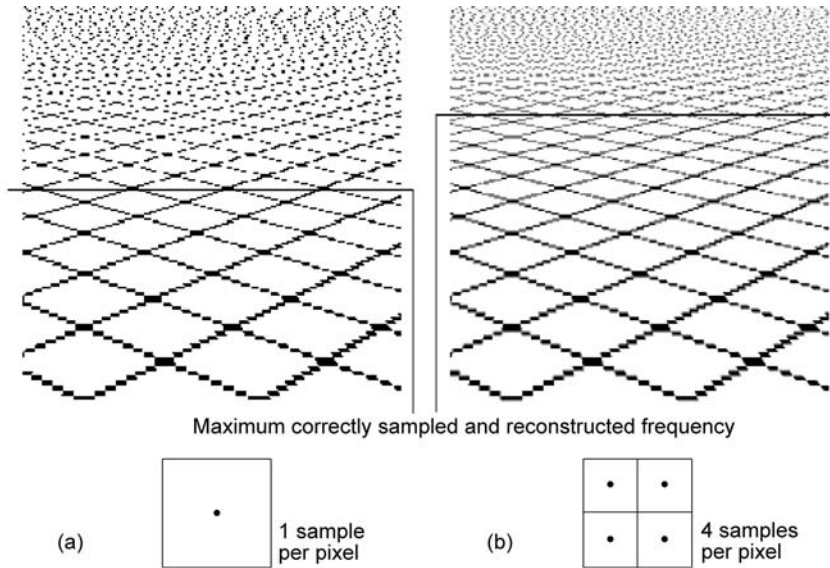 Maximum correctly sampled and reconstructed frequency
(a)
1 sample
per pixel
(b)
4 samples
per pixel